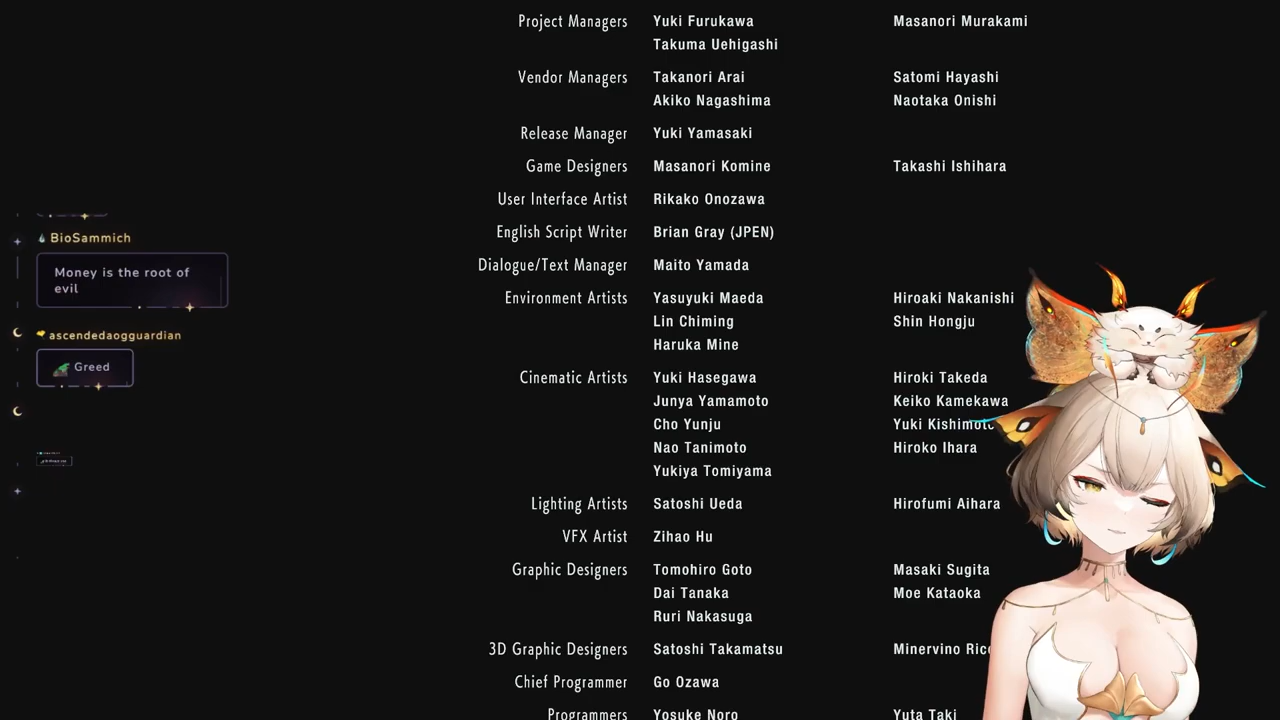 Project Managers Yuki Furukawa Masanori Murakami
Takuma Uehigashi
Vendor Managers Takanori Arai Satomi Hayashi
Akiko Nagashima Naotaka Onishi
Release Manager Yuki Yamasaki
Game Designers Masanori Komine Takashi Ishihara
User Interface Artist Rikako Onozawa
English Script Writer Brian Gray (JPEN)
Dialogue/Text Manager Maito Yamada
Environment Artists Yasuyuki Maeda Hiroaki Nakanishi
Lin Chiming Shin Hongju
Haruka Mine
Cinematic Artists Yuki Hasegawa Hiroki Takeda
Junya Yamamoto Keiko Kamekawa
Cho Yunju Yuki Kishimoto
Nao Tanimoto Hiroko Ihara
Yukiya Tomiyama
Lighting Artists Satoshi Ueda Hirofumi Aihara
VFX Artist Zihao Hu
Graphic Designers Tomohiro Goto Masaki Sugita
Dai Tanaka Moe Kataoka
Ruri Nakasuga
3D Graphic Designers Satoshi Takamatsu Minervino
Chief Programmer Go Ozawa
Programmers Yosuke Noro Yuta Taki
BioSammich
Money is the root of
evil
ascendedaogguardian
Greed